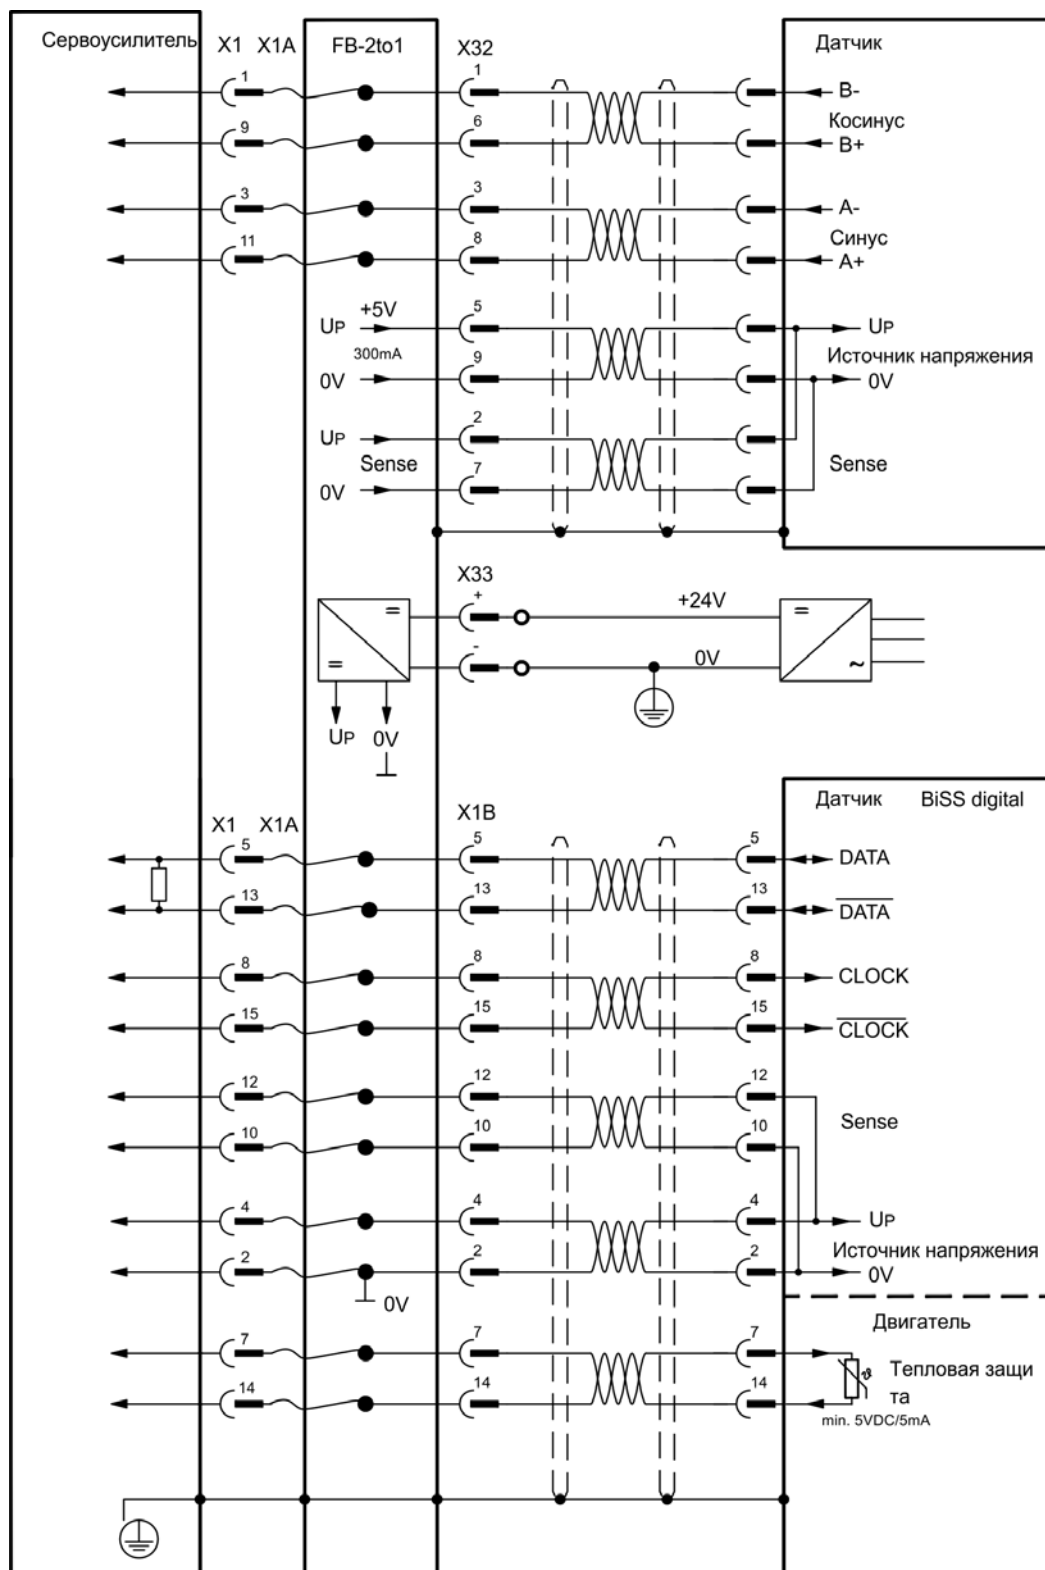 Сервоусилитель X1 X1A FB-2to1 X32 Датчик
1 1 B-
Косинус
9 6 B+
3 3 A-
Синус
11 8 A+
+5V 5
UP UP
300mA 9 Источник напряжения
0V 0V
2
UP
Sense Sense
7
0V
X33
+ +24V =
= - 0V ~
UP 0V
Датчик BiSS digital
X1 X1A X1B
5 5 5 DATA
13 13 13 DATA
8 8 8 CLOCK
15 15 15 CLOCK
12 12 12
Sense
10 10 10
4 4 4 UP
Источник напряжения
2 2 2 0V
0V
Двигатель
7 7 7
ϑ Тепловая защи
та
14 14 14
min. 5VDC/5mA